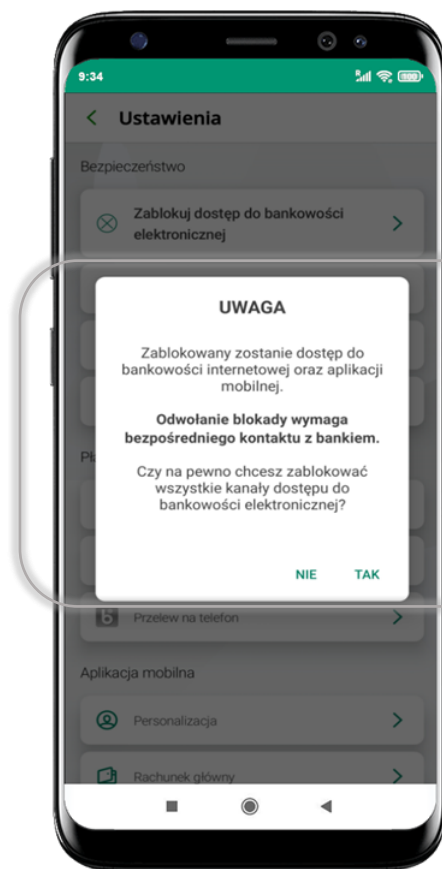 9:34
R
100
Ustawienia
Bezpieczeństwo
Zablokuj dostęp do bankowości
elektronicznej
UWAGA
Zablokowany zostanie dostęp do
bankowości internetowej oraz aplikacji
mobilnej.
Odwołanie blokady wymaga
bezpośredniego kontaktu z bankiem.
Czy na pewno chcesz zablokować
wszystkie kanały dostępu do
bankowości elektronicznej?
NIE TAK
Przelew na telefon
Aplikacja mobilna
Personalizacja
Rachunek główny